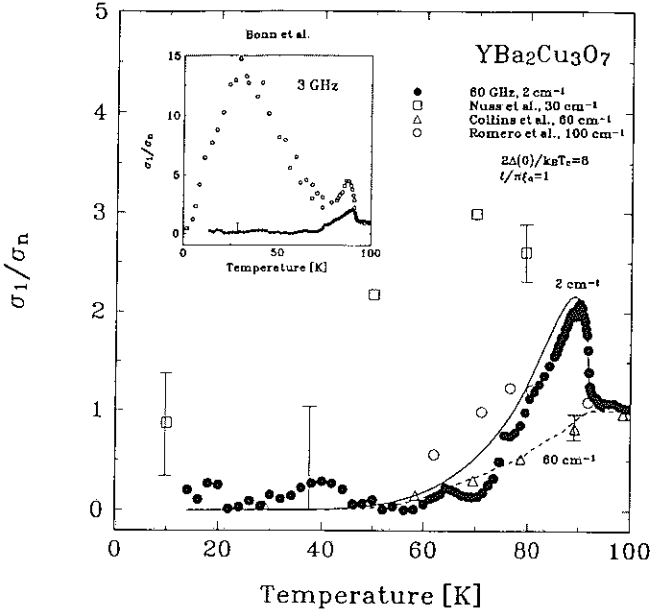 Bonn et al.
YBa2Cu3O7
5
4
3
2
1
0
σ1/σn
15
10
5
0
σ1/σn
3 GHz
0
50
100
Temperature [K]
● 60 GHz, 2 cm⁻¹
□ Nuss et al., 30 cm⁻¹
△ Collins et al., 60 cm⁻¹
○ Romero et al., 100 cm⁻¹
2Δ(0)/kBTc=8
ℓ/πξ0=1
2 cm⁻¹
60 cm⁻¹
0
20
40
60
80
100
Temperature [K]